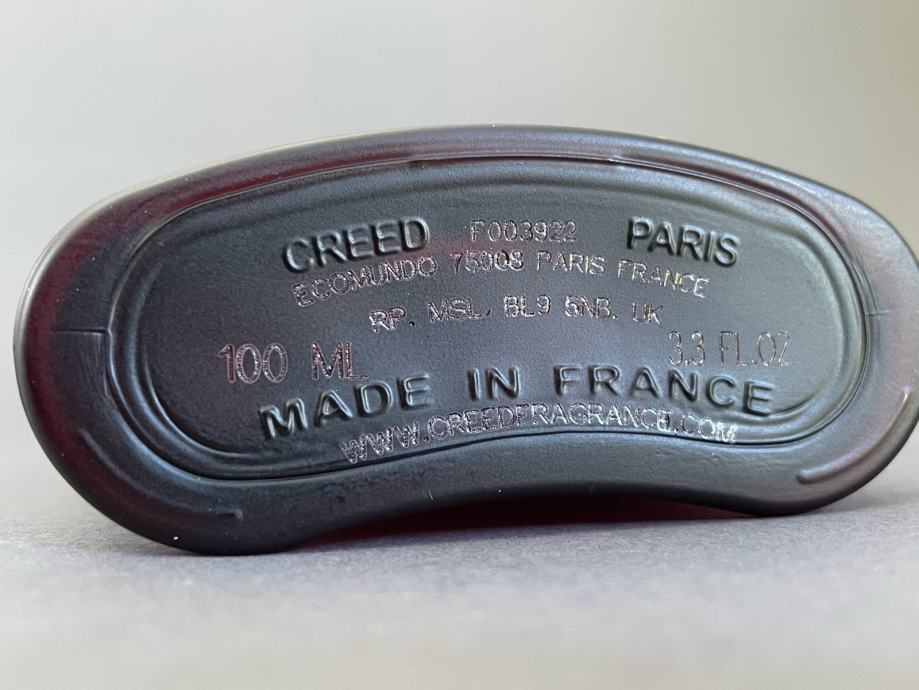 CREED F003922 PARIS
ECOMUNDO 75008 PARIS FRANCE
RP. MSL. BL9 5NB. UK
100 ML 3.3 FL.OZ
MADE IN FRANCE
WWW.CREEDFRAGRANCE.COM